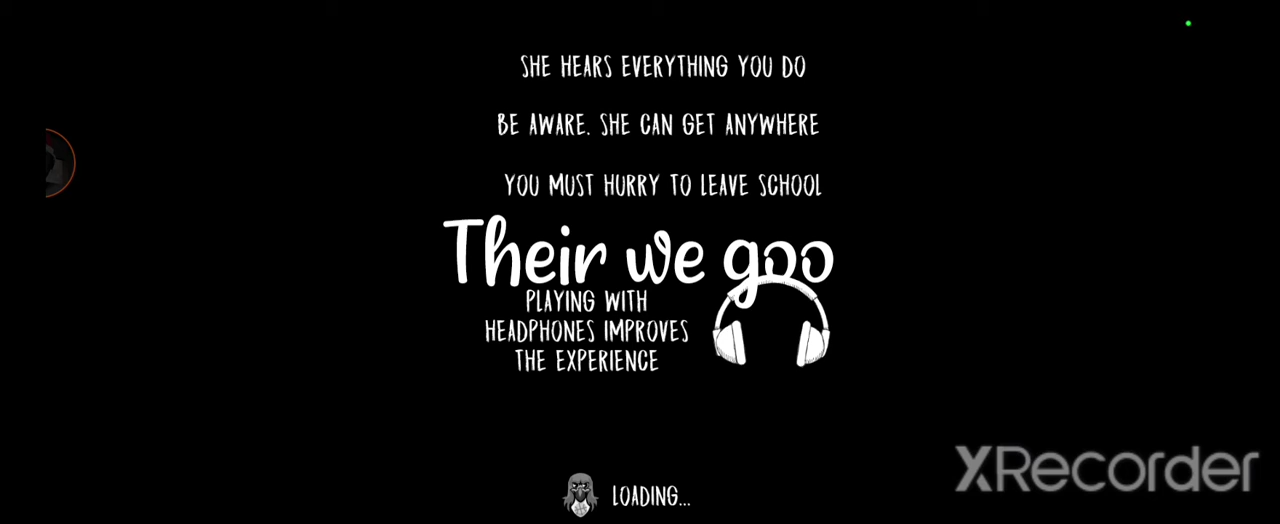 SHE HEARS EVERYTHING YOU DO
BE AWARE. SHE CAN GET ANYWHERE
YOU MUST HURRY TO LEAVE SCHOOL
Their we goo
PLAYING WITH
HEADPHONES IMPROVES
THE EXPERIENCE
XRecorder
LOADING...